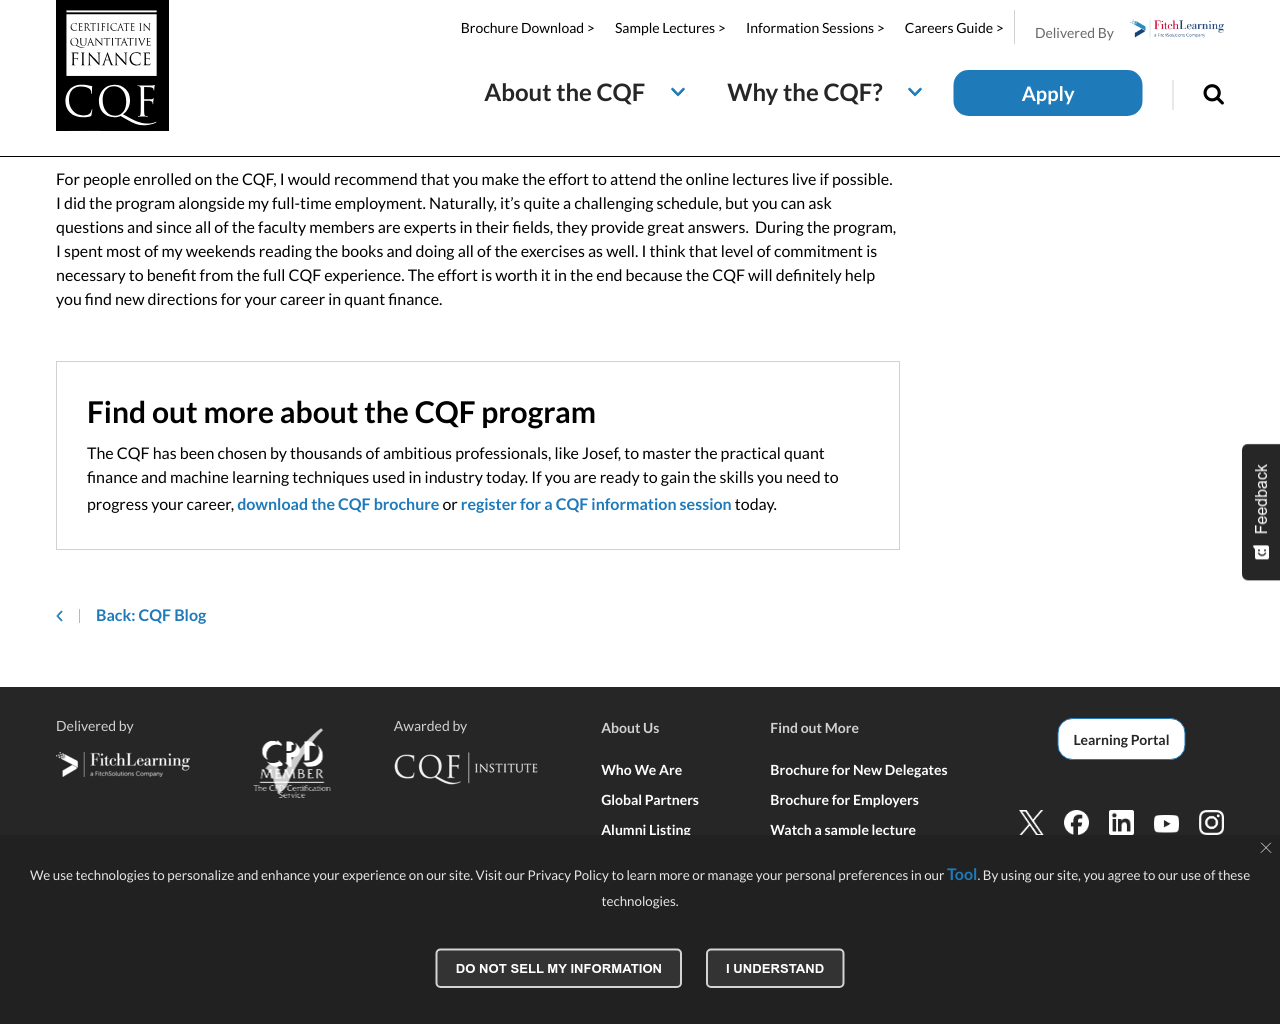 CERTIFICATE IN
QUANTITATIVE
FINANCE
CQF
Brochure Download >
Sample Lectures >
Information Sessions >
Careers Guide >
Delivered By
FitchLearning
a FitchSolutions Company
About the CQF
Why the CQF?
Apply
For people enrolled on the CQF, I would recommend that you make the effort to attend the online lectures live if possible.
I did the program alongside my full-time employment. Naturally, it’s quite a challenging schedule, but you can ask
questions and since all of the faculty members are experts in their fields, they provide great answers.  During the program,
I spent most of my weekends reading the books and doing all of the exercises as well. I think that level of commitment is
necessary to benefit from the full CQF experience. The effort is worth it in the end because the CQF will definitely help
you find new directions for your career in quant finance.
Find out more about the CQF program
The CQF has been chosen by thousands of ambitious professionals, like Josef, to master the practical quant
finance and machine learning techniques used in industry today. If you are ready to gain the skills you need to
progress your career, download the CQF brochure or register for a CQF information session today.
Feedback
Back: CQF Blog
Delivered by
FitchLearning
a FitchSolutions Company
CPD
MEMBER
The CPD Certification
Service
Awarded by
CQF INSTITUTE
About Us
Who We Are
Global Partners
Alumni Listing
Find out More
Brochure for New Delegates
Brochure for Employers
Watch a sample lecture
Learning Portal
We use technologies to personalize and enhance your experience on our site. Visit our Privacy Policy to learn more or manage your personal preferences in our Tool. By using our site, you agree to our use of these
technologies.
DO NOT SELL MY INFORMATION
I UNDERSTAND